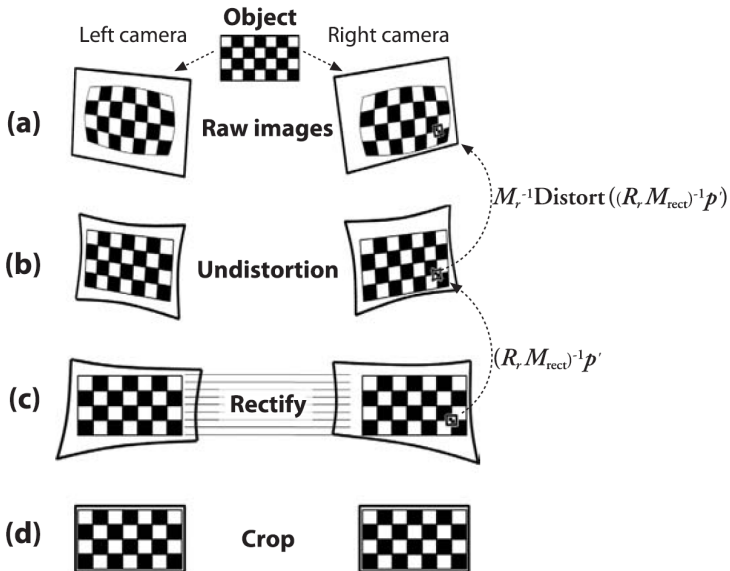 Object
Left camera
Right camera
(a)
Raw images
M_r^{-1}Distort((R_r M_rect)^{-1}p′)
(b)
Undistortion
(R_r M_rect)^{-1}p′
(c)
Rectify
(d)
Crop